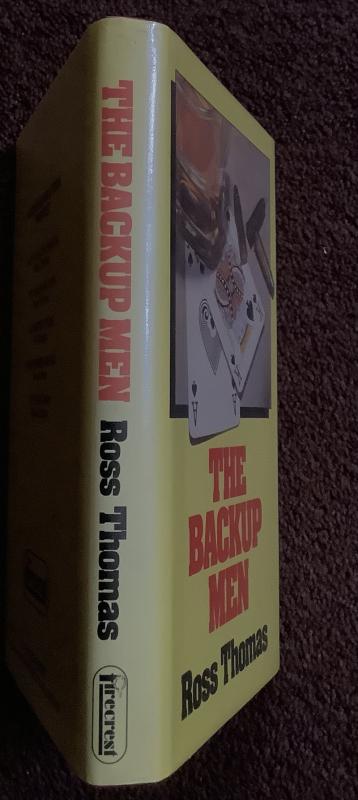 THE BACKUP MEN Ross Thomas
firecrest
THE
BACKUP
MEN
Ross Thomas
A
A